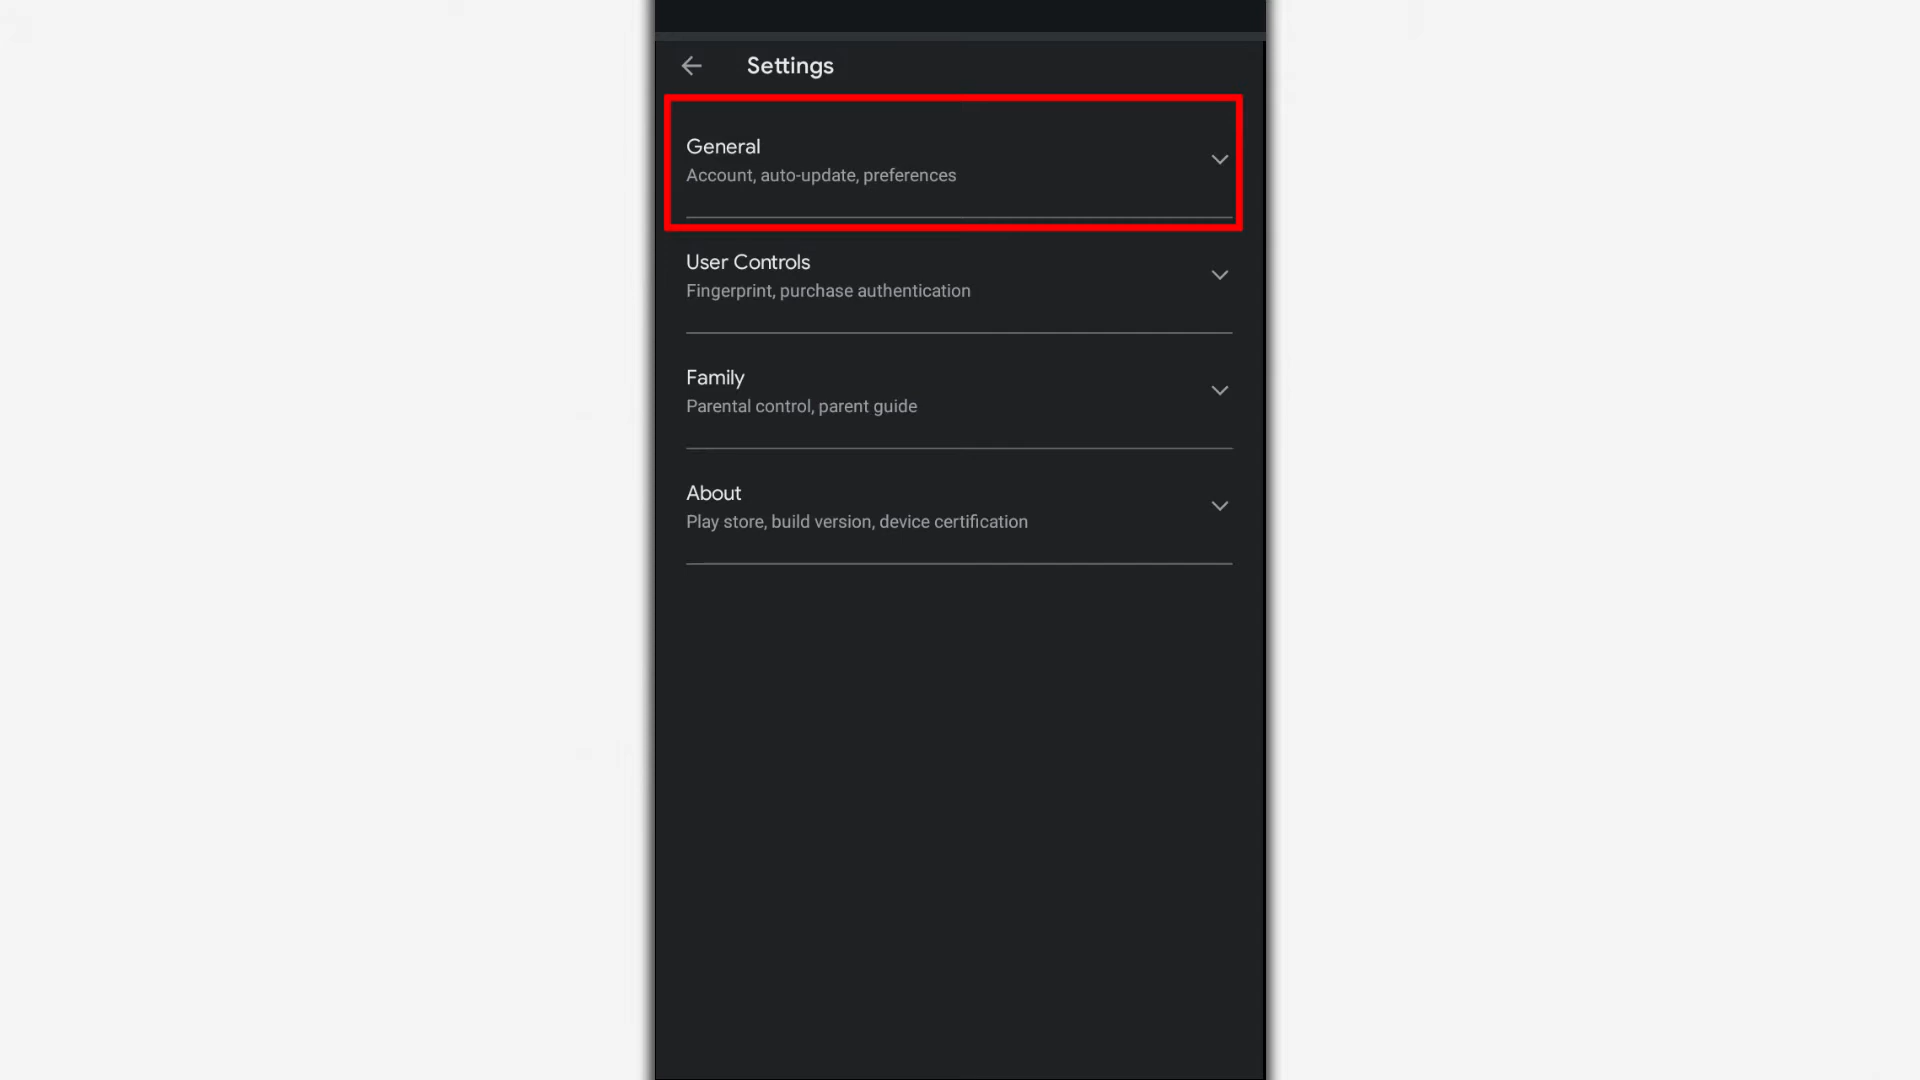 Settings
General
Account, auto-update, preferences
User Controls
Fingerprint, purchase authentication
Family
Parental control, parent guide
About
Play store, build version, device certification